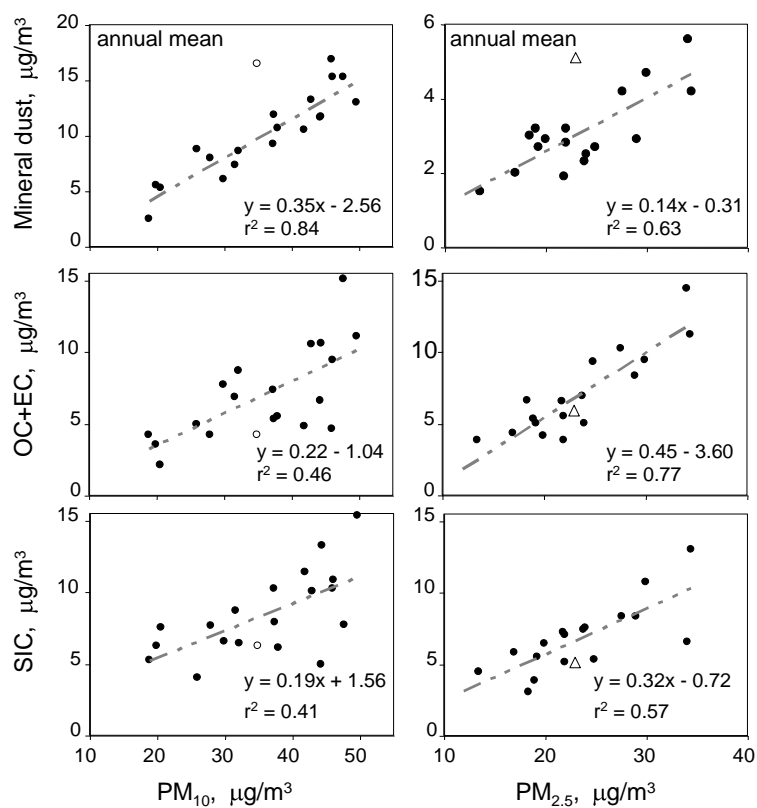 annual mean
Mineral dust, μg/m³
20
15
10
5
0
y = 0.35x - 2.56
r² = 0.84
annual mean
6
4
2
0
y = 0.14x - 0.31
r² = 0.63
OC+EC, μg/m³
15
10
5
0
y = 0.22 - 1.04
r² = 0.46
y = 0.45 - 3.60
r² = 0.77
15
10
5
0
SIC, μg/m³
15
10
5
0
y = 0.19x + 1.56
r² = 0.41
10 20 30 40 50
PM₁₀, μg/m³
15
10
5
0
y = 0.32x - 0.72
r² = 0.57
10 20 30 40
PM₂.₅, μg/m³